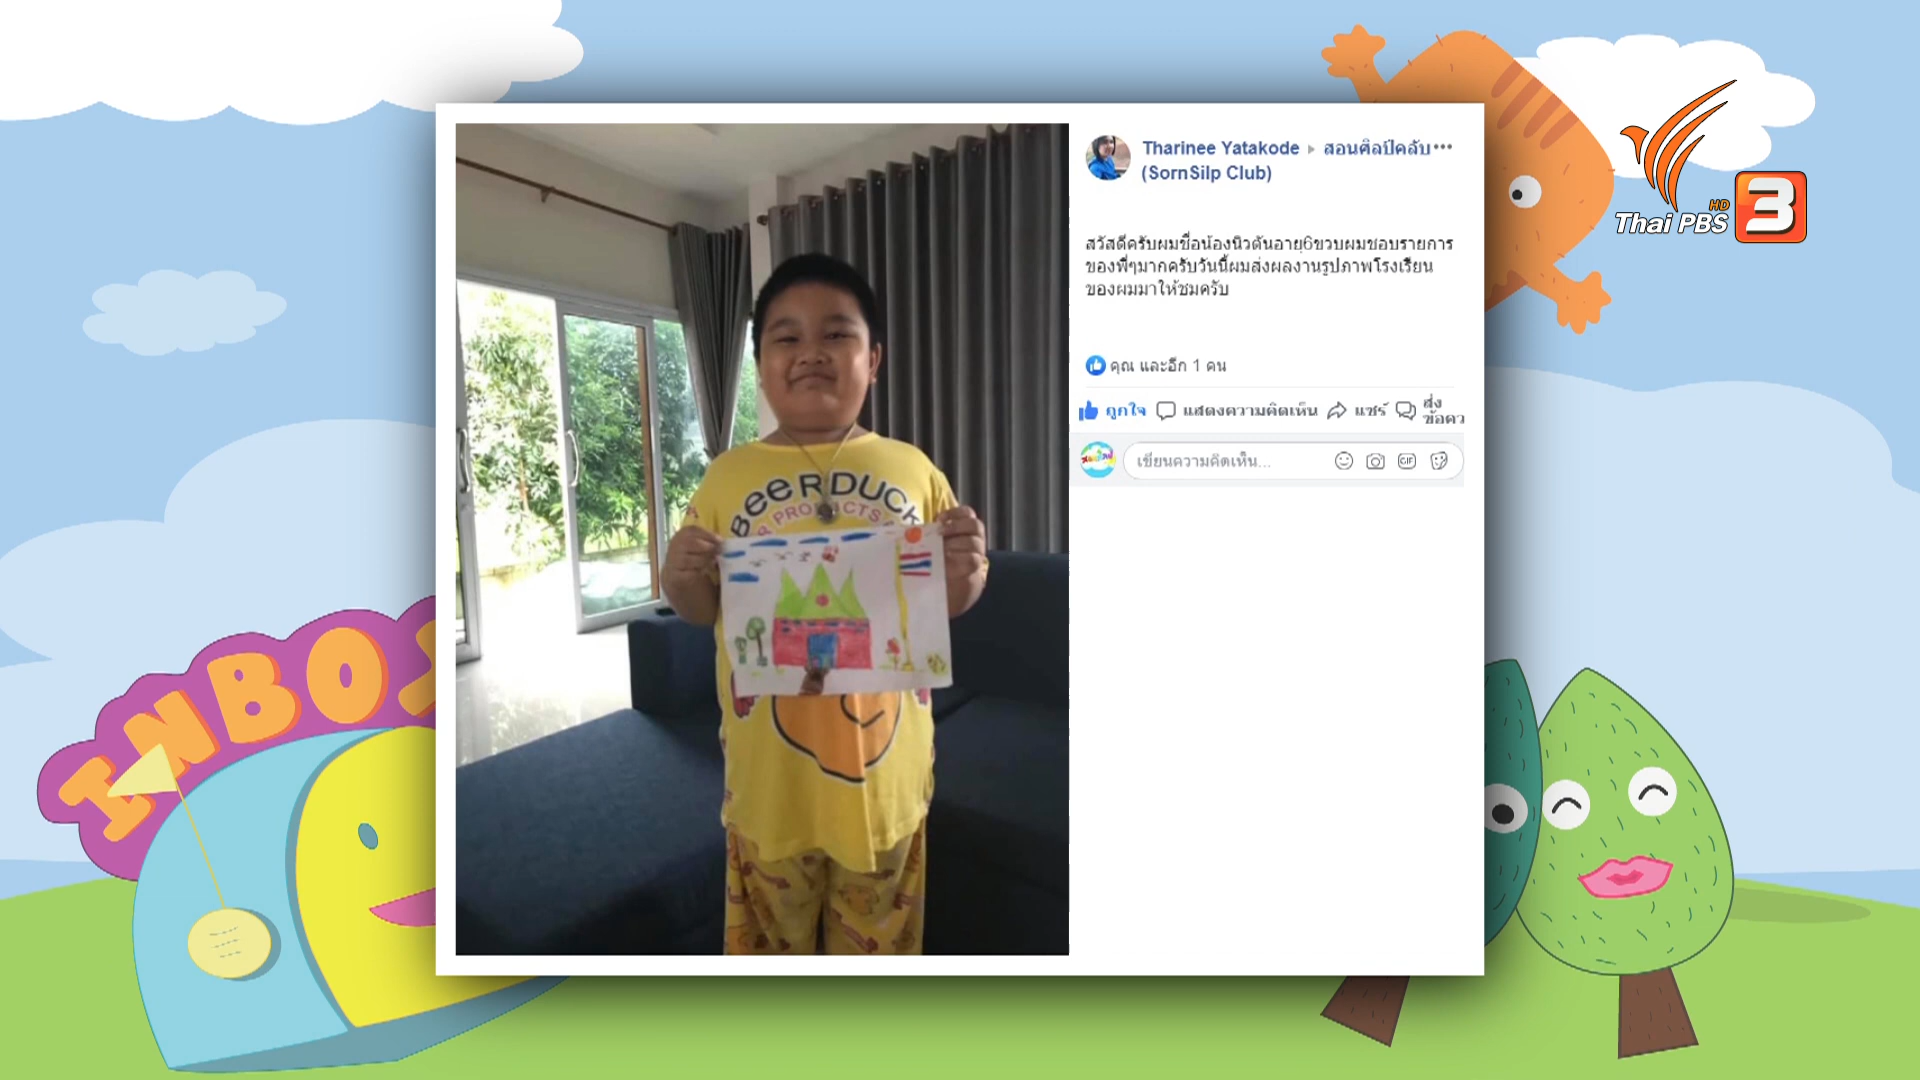 INBO
BeeRDUCK
R PRODUCTS
Tharinee Yatakode ▸ สอนศิลป์คลับ
(SornSilp Club)
สวัสดีครับผมชื่อน้องนิวตันอายุ6ขวบผมชอบรายการ
ของพี่ๆมากครับวันนี้ผมส่งผลงานรูปภาพโรงเรียน
ของผมมาให้ชมครับ
คุณ และอีก 1 คน
ถูกใจ แสดงความคิดเห็น แชร์ ส่ง
ข้อคว
เขียนความคิดเห็น...
GIF
Thai PBS HD 3